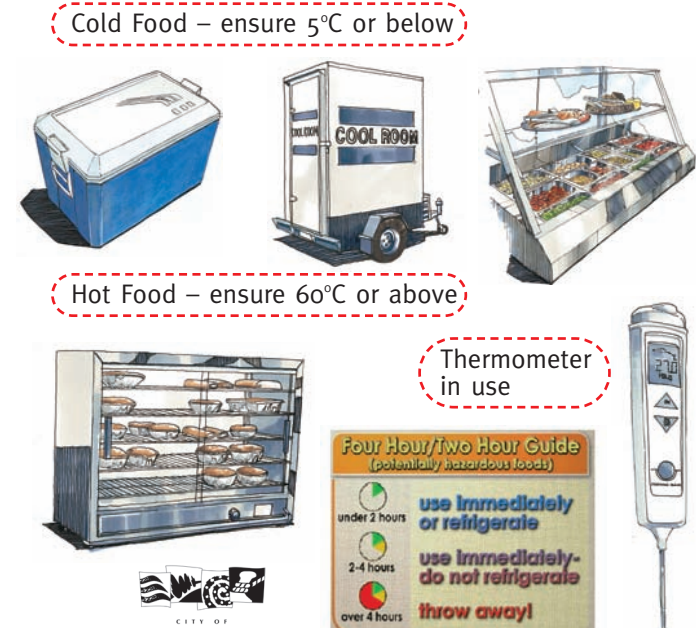 Cold Food – ensure 5°C or below
COOL ROOM
COOL ROOM
Hot Food – ensure 60°C or above
Thermometer
in use
Four Hour/Two Hour Guide
(potentially hazardous foods)
under 2 hours
use immediately
or refrigerate
2-4 hours
use immediately-
do not refrigerate
over 4 hours
throw away!
CITY OF